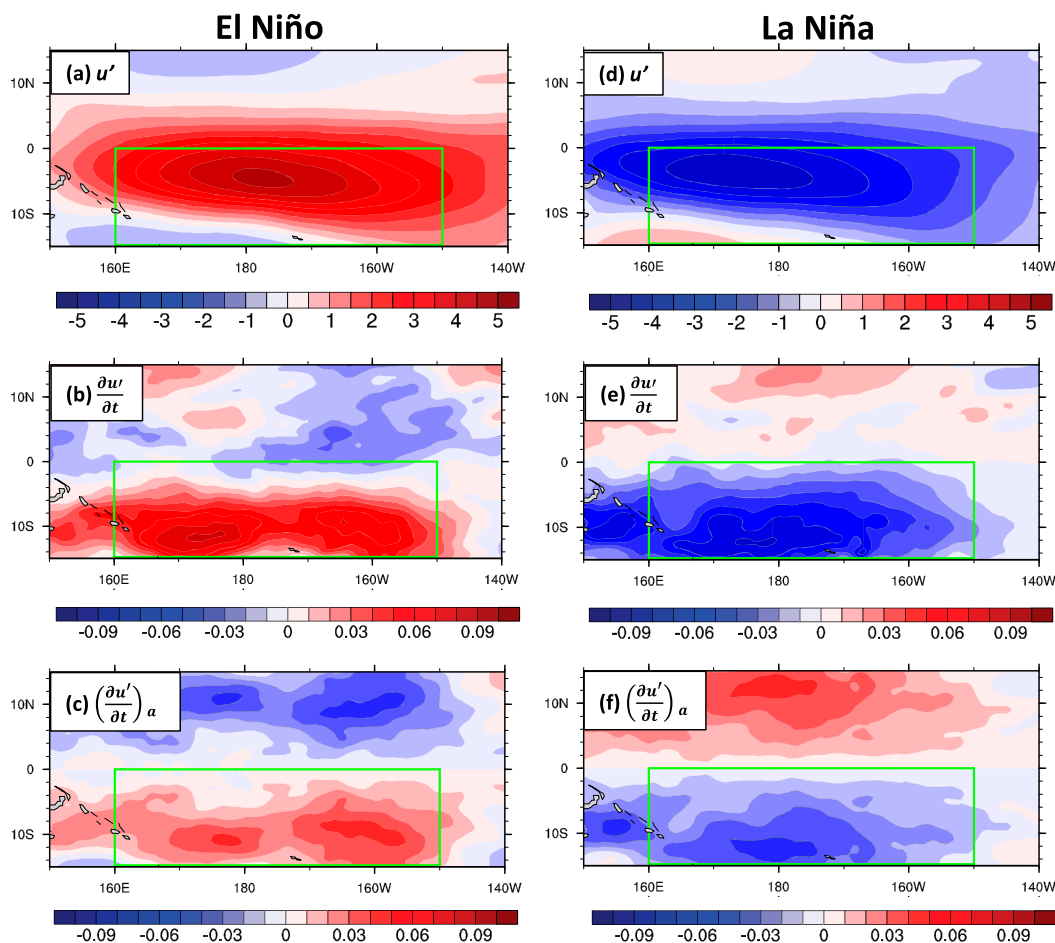 El Niño
La Niña
(a) u’
10N
0
10S
160E 180 160W 140W
-5 -4 -3 -2 -1 0 1 2 3 4 5
(d) u’
10N
0
10S
160E 180 160W 140W
-5 -4 -3 -2 -1 0 1 2 3 4 5
(b) ∂u′/∂t
10N
0
10S
160E 180 160W 140W
-0.09 -0.06 -0.03 0 0.03 0.06 0.09
(e) ∂u′/∂t
10N
0
10S
160E 180 160W 140W
-0.09 -0.06 -0.03 0 0.03 0.06 0.09
(c) (∂u′/∂t)a
10N
0
10S
160E 180 160W 140W
-0.09 -0.06 -0.03 0 0.03 0.06 0.09
(f) (∂u′/∂t)a
10N
0
10S
160E 180 160W 140W
-0.09 -0.06 -0.03 0 0.03 0.06 0.09